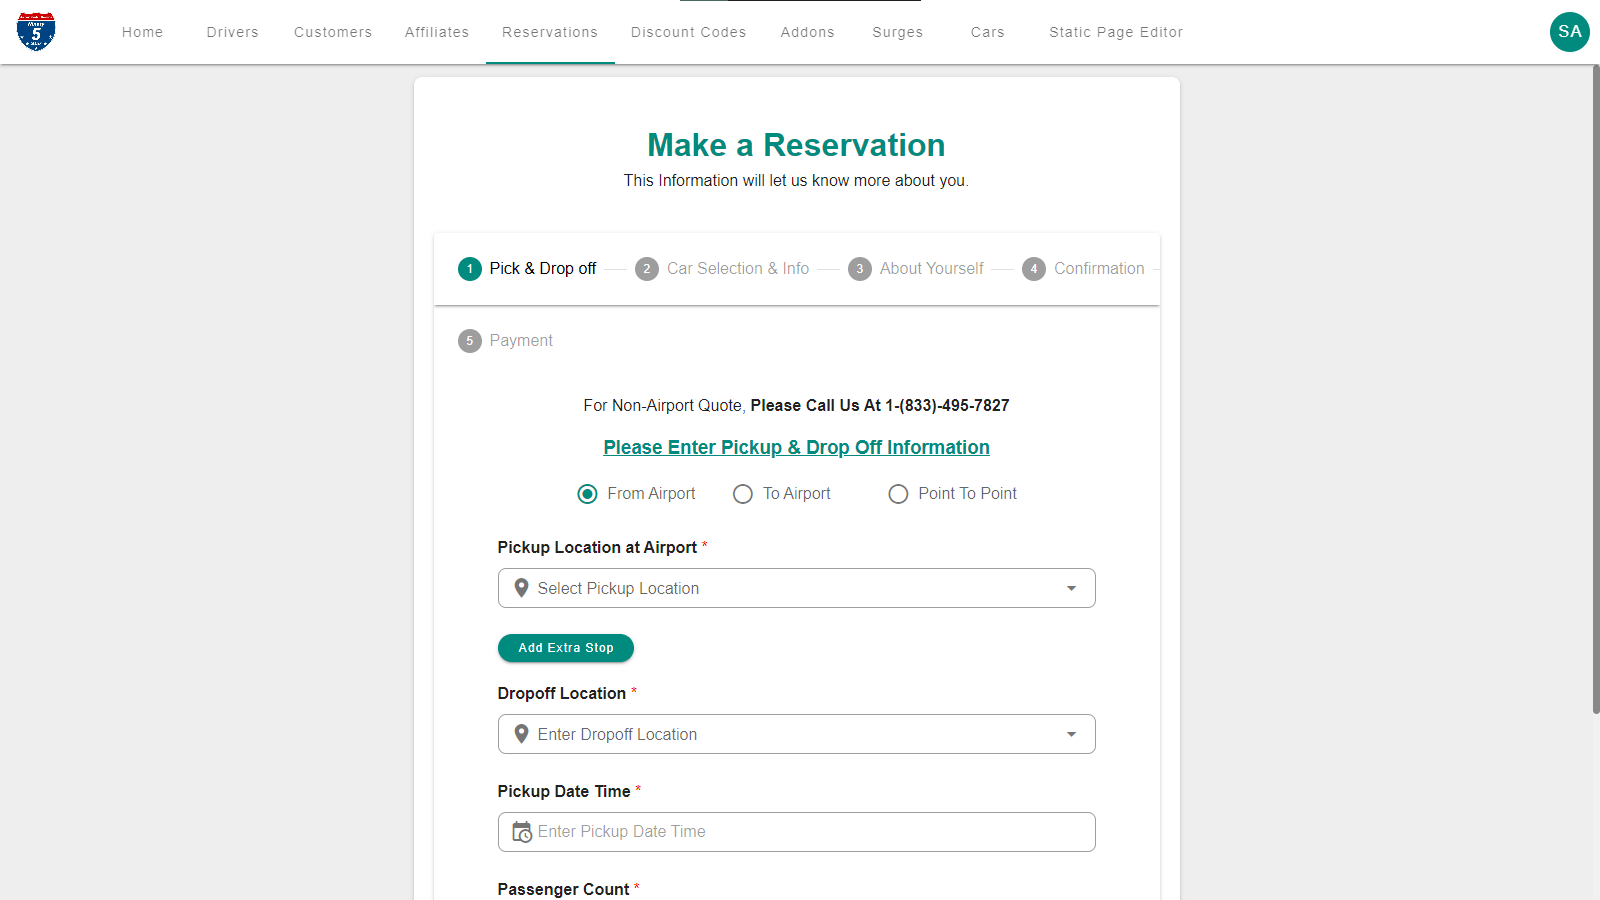 Ninety
5
Home
Drivers
Customers
Affiliates
Reservations
Discount Codes
Addons
Surges
Cars
Static Page Editor
SA
Make a Reservation
This Information will let us know more about you.
1 Pick & Drop off
2 Car Selection & Info
3 About Yourself
4 Confirmation
5 Payment
For Non-Airport Quote, Please Call Us At 1-(833)-495-7827
Please Enter Pickup & Drop Off Information
From Airport
To Airport
Point To Point
Pickup Location at Airport *
Select Pickup Location
Add Extra Stop
Dropoff Location *
Enter Dropoff Location
Pickup Date Time *
Enter Pickup Date Time
Passenger Count *